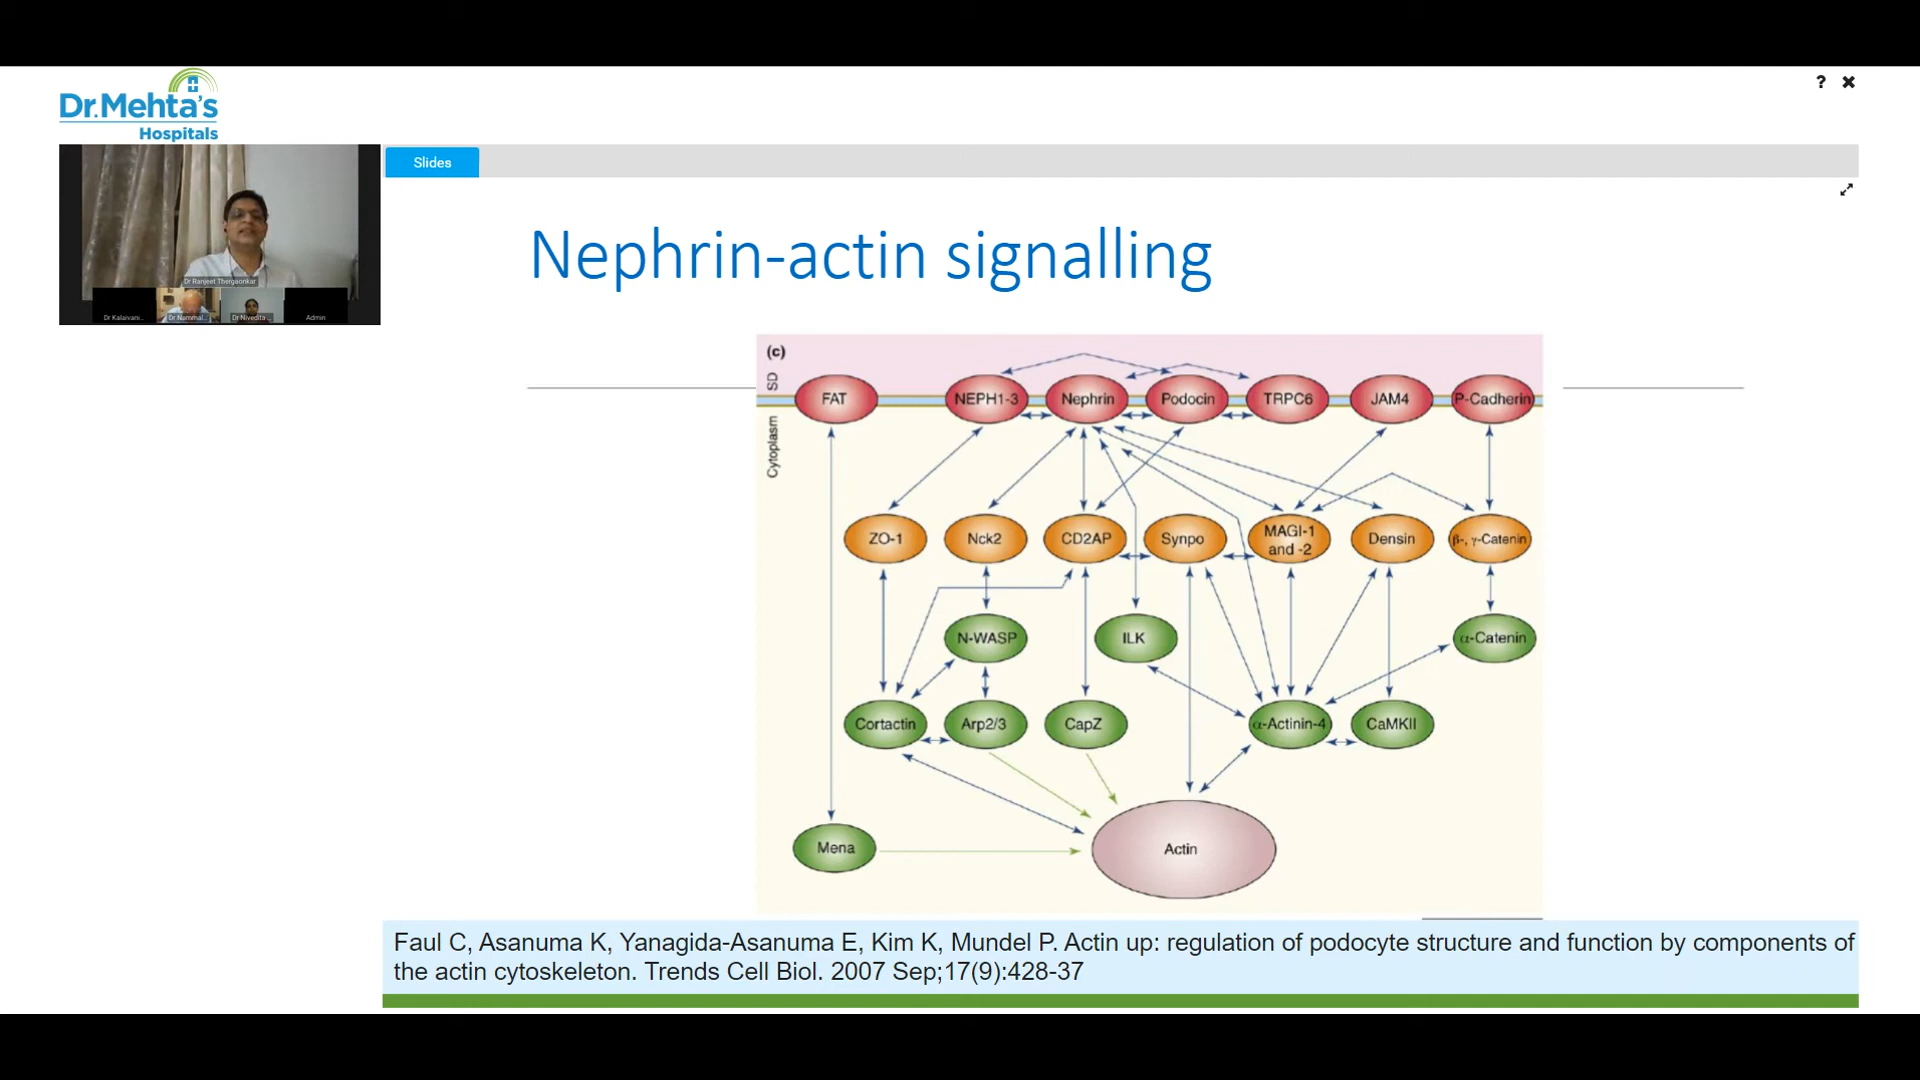 Dr.Mehta's
Hospitals
? ✖
Slides
Dr Ranjeet Thergaonkar
Dr Kalaivani...
Dr Nammal...
Dr Nivedita ...
Admin
Nephrin-actin signalling
(c)
SD
Cytoplasm
FAT
NEPH1-3
Nephrin
Podocin
TRPC6
JAM4
P-Cadherin
ZO-1
Nck2
CD2AP
Synpo
MAGI-1
and -2
Densin
β-, γ-Catenin
N-WASP
ILK
α-Catenin
Cortactin
Arp2/3
CapZ
α-Actinin-4
CaMKII
Mena
Actin
Faul C, Asanuma K, Yanagida-Asanuma E, Kim K, Mundel P. Actin up: regulation of podocyte structure and function by components of
the actin cytoskeleton. Trends Cell Biol. 2007 Sep;17(9):428-37